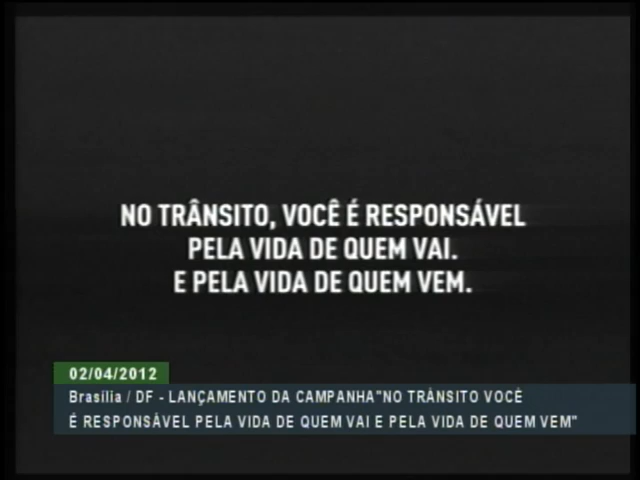 NO TRÂNSITO, VOCÊ É RESPONSÁVEL
PELA VIDA DE QUEM VAI.
E PELA VIDA DE QUEM VEM.
02/04/2012
Brasília / DF - LANÇAMENTO DA CAMPANHA"NO TRÂNSITO VOCÊ
É RESPONSÁVEL PELA VIDA DE QUEM VAI E PELA VIDA DE QUEM VEM"